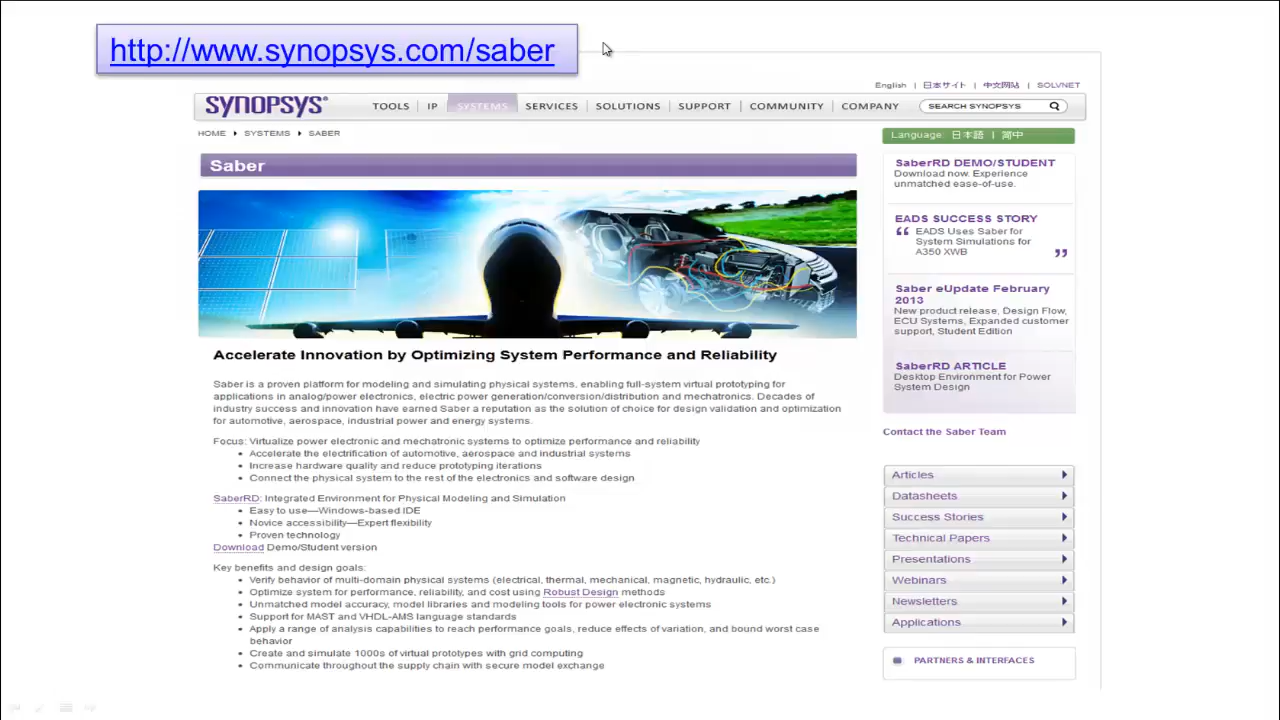 http://www.synopsys.com/saber
English | 日本サイト | 中文网站 | SOLVNET
SYNOPSYS®
TOOLS | IP SYSTEMS SERVICES | SOLUTIONS | SUPPORT | COMMUNITY | COMPANY SEARCH SYNOPSYS
HOME SYSTEMS SABER
Language: 日本語 | 简中
Saber
SaberRD DEMO/STUDENT
Download now. Experience
unmatched ease-of-use.
EADS SUCCESS STORY
“ EADS Uses Saber for
System Simulations for
A350 XWB ”
Saber eUpdate February
2013
New product release, Design Flow,
ECU Systems, Expanded customer
support, Student Edition
SaberRD ARTICLE
Desktop Environment for Power
System Design
Contact the Saber Team
Articles
Datasheets
Success Stories
Technical Papers
Presentations
Webinars
Newsletters
Applications
PARTNERS & INTERFACES
Accelerate Innovation by Optimizing System Performance and Reliability
Saber is a proven platform for modeling and simulating physical systems, enabling full-system virtual prototyping for
applications in analog/power electronics, electric power generation/conversion/distribution and mechatronics. Decades of
industry success and innovation have earned Saber a reputation as the solution of choice for design validation and optimization
for automotive, aerospace, industrial power and energy systems.
Focus: Virtualize power electronic and mechatronic systems to optimize performance and reliability
• Accelerate the electrification of automotive, aerospace and industrial systems
• Increase hardware quality and reduce prototyping iterations
• Connect the physical system to the rest of the electronics and software design
SaberRD: Integrated Environment for Physical Modeling and Simulation
• Easy to use—Windows-based IDE
• Novice accessibility—Expert flexibility
• Proven technology
Download Demo/Student version
Key benefits and design goals:
• Verify behavior of multi-domain physical systems (electrical, thermal, mechanical, magnetic, hydraulic, etc.)
• Optimize system for performance, reliability, and cost using Robust Design methods
• Unmatched model accuracy, model libraries and modeling tools for power electronic systems
• Support for MAST and VHDL-AMS language standards
• Apply a range of analysis capabilities to reach performance goals, reduce effects of variation, and bound worst case
behavior
• Create and simulate 1000s of virtual prototypes with grid computing
• Communicate throughout the supply chain with secure model exchange